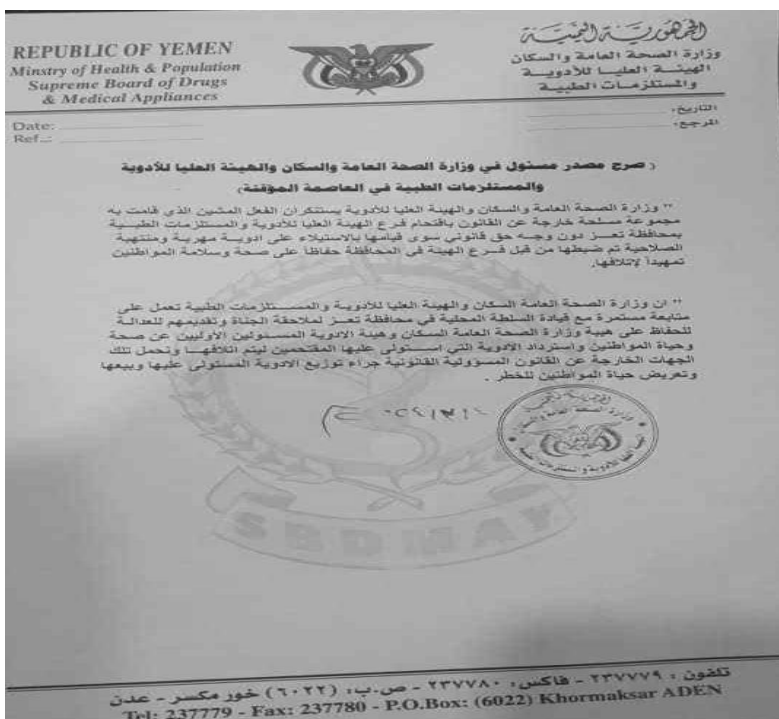 REPUBLIC OF YEMEN
Minstry of Health & Population
Supreme Board of Drugs
& Medical Appliances
الجمهورية اليمنية
وزارة الصحة العامة والسكان
الهيئة العليا للأدوية
والمستلزمات الطبية
Date:
Ref.:
التاريخ:
المرجع:
( صرح مصدر مسئول في وزارة الصحة العامة والسكان والهيئة العليا للأدوية
والمستلزمات الطبية في العاصمة المؤقتة)
" وزارة الصحة العامة والسكان والهيئة العليا للأدوية يستنكران الفعل المشين الذي قامت به
مجموعة مسلحة خارجة عن القانون باقتحام فرع الهيئة العليا للأدوية والمستلزمات الطبية
بمحافظة تعز دون وجه حق قانوني سوى قيامها بالاستيلاء على ادوية مهربة ومنتهية
الصلاحية تم ضبطها من قبل فرع الهيئة في المحافظة حفاظا على صحة وسلامة المواطنين
تمهيداً لإتلافها.
" ان وزارة الصحة العامة السكان والهيئة العليا للأدوية والمستلزمات الطبية تعمل على
متابعة مستمرة مع قيادة السلطة المحلية في محافظة تعز لملاحقة الجناة وتقديمهم للعدالة
للحفاظ على هيبة وزارة الصحة العامة السكان وهيئة الادوية المسئولين الأوليين عن صحة
وحياة المواطنين واسترداد الادوية التي استولى عليها المقتحمين ليتم اتلافها ونحمل تلك
الجهات الخارجة عن القانون المسؤولية القانونية جراء توزيع الادوية المستولى عليها وبيعها
وتعريض حياة المواطنين للخطر .
وزارة الصحة العامة والسكان
SBDMAY
تلفون : ٢٣٧٧٧٩ - فاكس: ٢٣٧٧٨٠ - ص.ب: (٦٠٢٢) خور مكسر - عدن
Tel: 237779 - Fax: 237780 - P.O.Box: (6022) Khormaksar ADEN